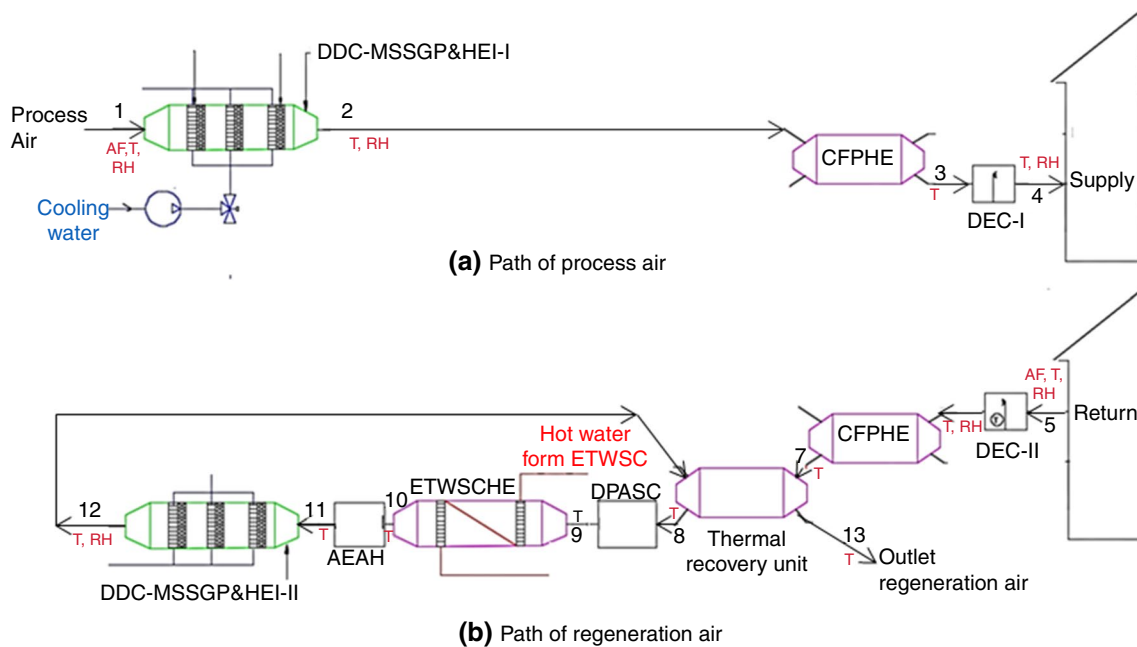 DDC-MSSGP&HEI-I
1
2
Process
Air
AF,T,
RH
T, RH
CFPHE
3
T
T, RH
4
Supply
DEC-I
Cooling
water
(a) Path of process air
AF, T,
RH
Return
5
T, RH
DEC-II
CFPHE
7
T
Hot water
form ETWSC
ETWSCHE
DPASC
12
T, RH
11
T
10
T
T
9
T
8
AEAH
Thermal
recovery unit
13
T
Outlet
regeneration air
DDC-MSSGP&HEI-II
(b) Path of regeneration air